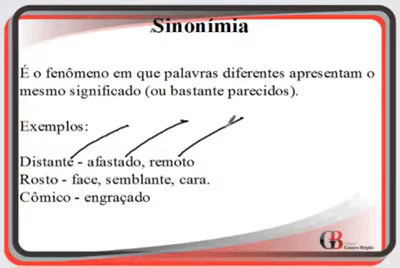 Sinonímia
É o fenômeno em que palavras diferentes apresentam o
mesmo significado (ou bastante parecidos).
Exemplos:
Distante - afastado, remoto
Rosto - face, semblante, cara.
Cômico - engraçado
GB